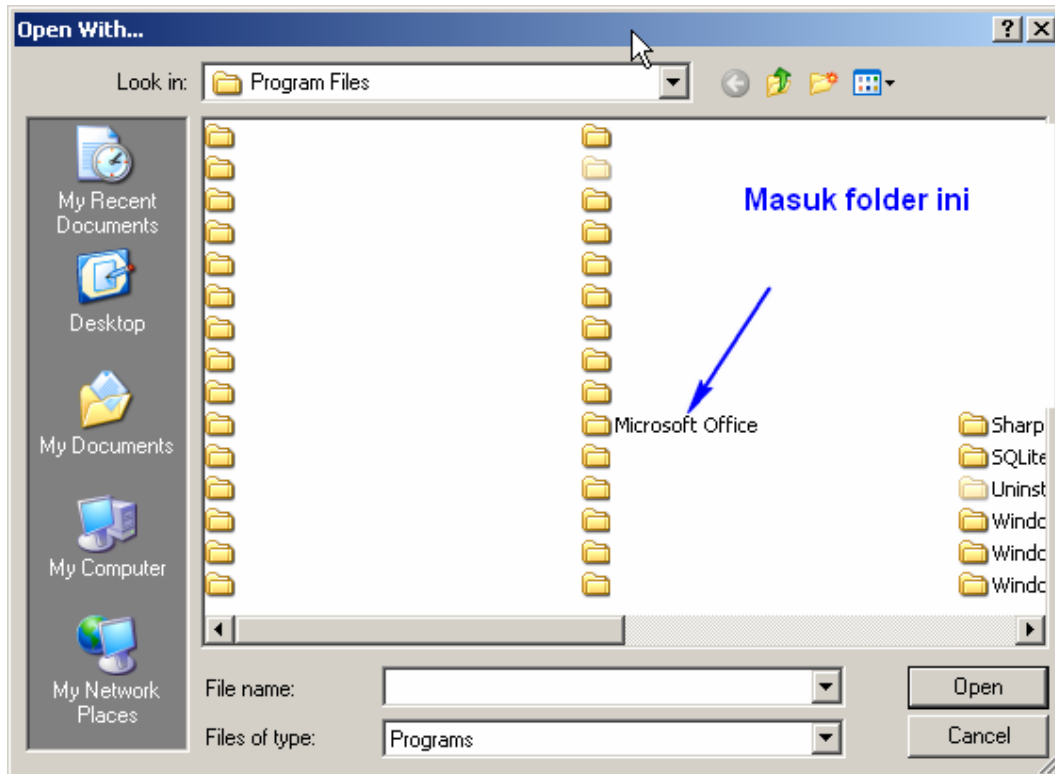 Open With...
Look in:
Program Files
My Recent
Documents
Desktop
My Documents
My Computer
My Network
Places
Masuk folder ini
Microsoft Office
Sharp
SQLite
Uninst
Windo
Windo
Windo
File name:
Open
Files of type:
Programs
Cancel